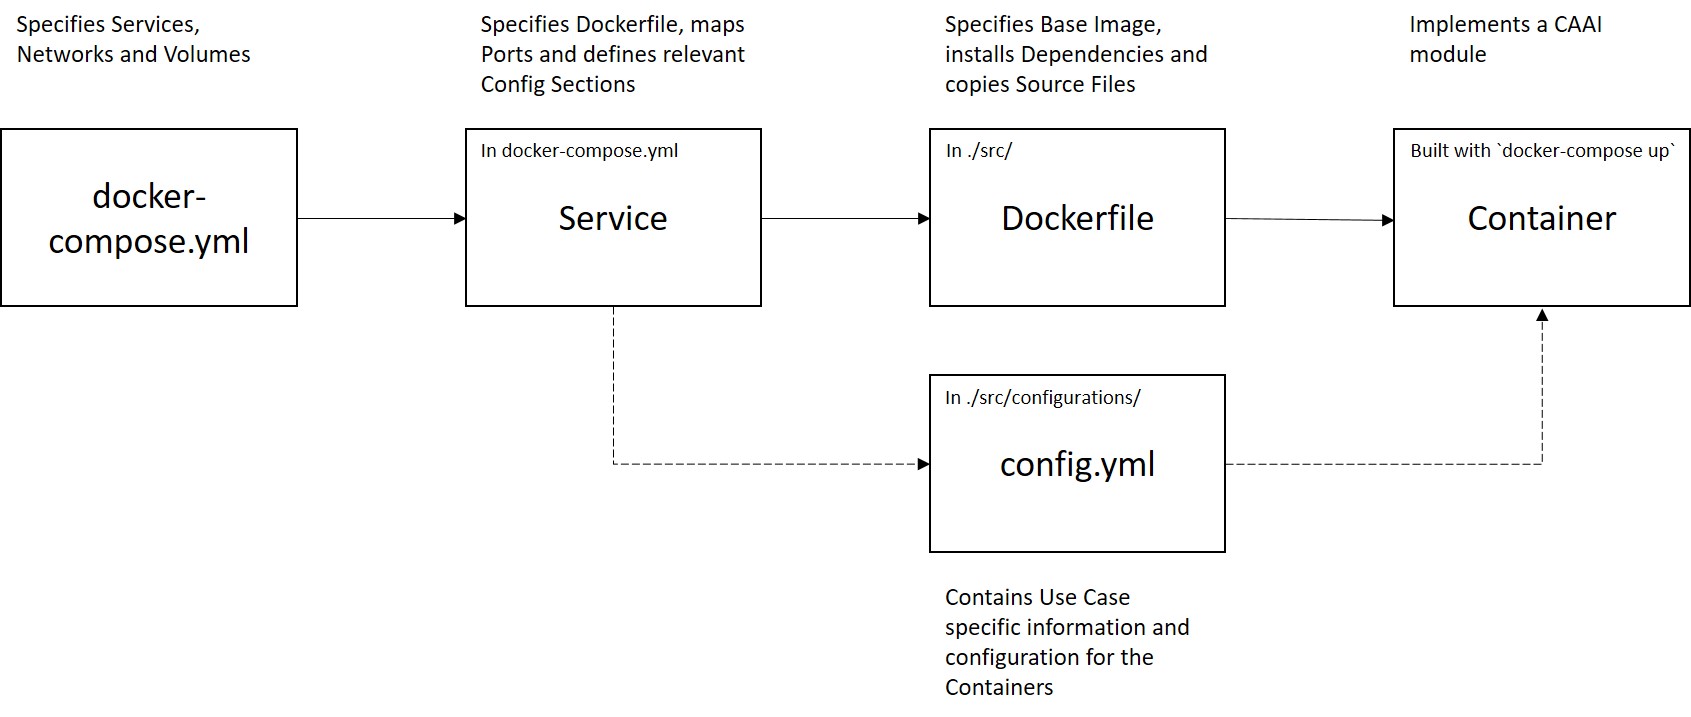 Specifies Services,
Networks and Volumes
Specifies Dockerfile, maps
Ports and defines relevant
Config Sections
Specifies Base Image,
installs Dependencies and
copies Source Files
Implements a CAAI
module
docker-
compose.yml
In docker-compose.yml
Service
In ./src/
Dockerfile
Built with `docker-compose up`
Container
In ./src/configurations/
config.yml
Contains Use Case
specific information and
configuration for the
Containers